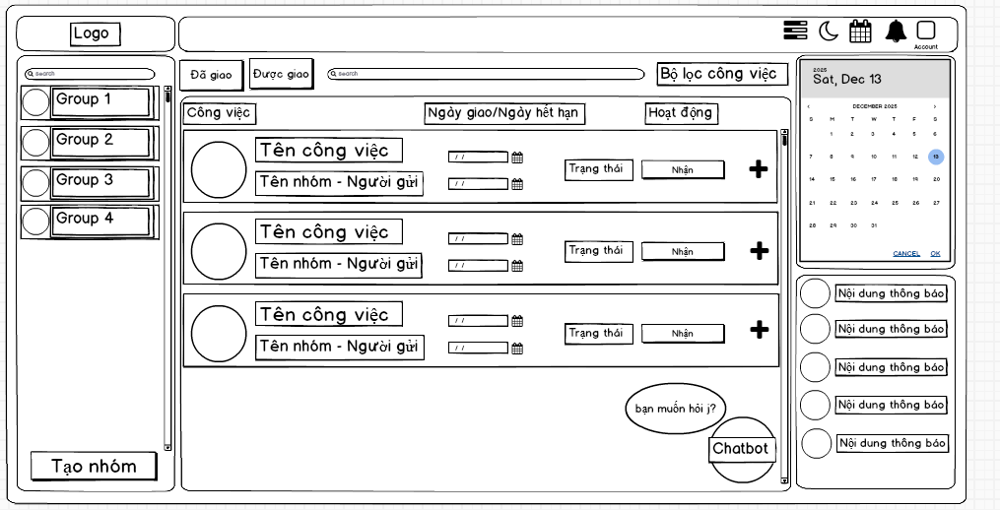 Logo
Account
search
Group 1
Group 2
Group 3
Group 4
Tạo nhóm
Đã giao
Được giao
search
Bộ lọc công việc
Công việc
Ngày giao/Ngày hết hạn
Hoạt động
Tên công việc
Tên nhóm - Người gửi
/ /
/ /
Trạng thái
Nhận
Tên công việc
Tên nhóm - Người gửi
/ /
/ /
Trạng thái
Nhận
Tên công việc
Tên nhóm - Người gửi
/ /
/ /
Trạng thái
Nhận
bạn muốn hỏi j?
Chatbot
2025
Sat, Dec 13
DECEMBER 2025
S M T W T F S
1 2 3 4 5 6
7 8 9 10 11 12 13
14 15 16 17 18 19 20
21 22 23 24 25 26 27
28 29 30 31
CANCEL OK
Nội dung thông báo
Nội dung thông báo
Nội dung thông báo
Nội dung thông báo
Nội dung thông báo